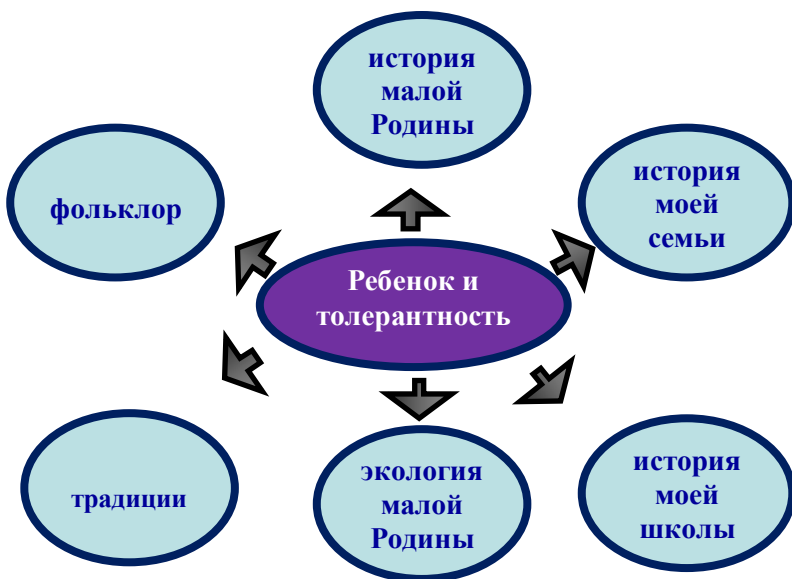 история
малой
Родины
фольклор
история
моей
семьи
Ребенок и
толерантность
традиции
экология
малой
Родины
история
моей
школы